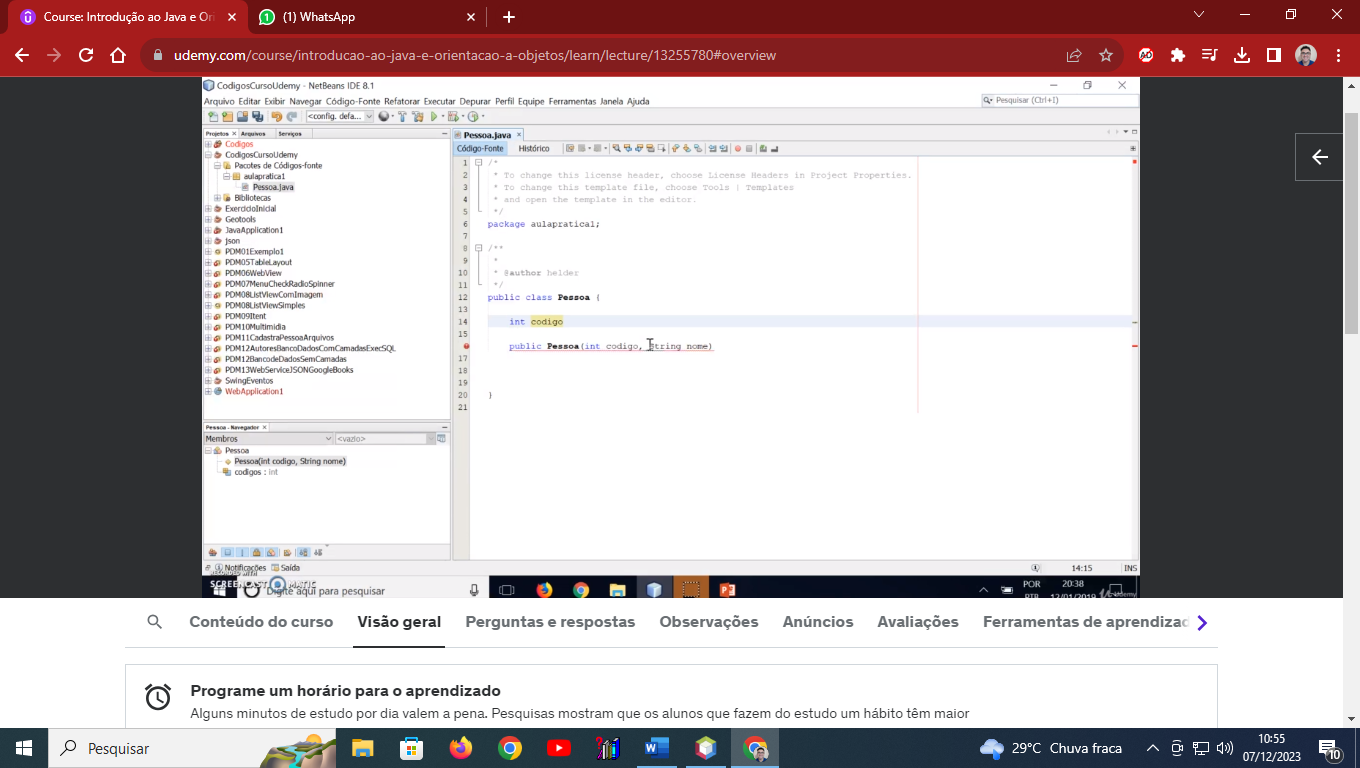 Course: Introdução ao Java e Ori
(1) WhatsApp
udemy.com/course/introducao-ao-java-e-orientacao-a-objetos/learn/lecture/13255780#overview
CodigosCursoUdemy - NetBeans IDE 8.1
Arquivo Editar Exibir Navegar Código-Fonte Refatorar Executar Depurar Perfil Equipe Ferramentas Janela Ajuda
Pesquisar (Ctrl+I)
<config. defa...
Projetos Arquivos Serviços
Pessoa.java
Código-Fonte Histórico
Codigos
CodigosCursoUdemy
Pacotes de Códigos-fonte
aulapratica1
Pessoa.java
Bibliotecas
ExercicioInicial
Geotools
JavaApplication1
json
PDM01Exemplo1
PDM05TableLayout
PDM06WebView
PDM07MenuCheckRadioSpinner
PDM08ListViewComImagem
PDM08ListViewSimples
PDM09Itent
PDM10Multimidia
PDM11CadastraPessoaArquivos
PDM12AutoresBancoDadosComCamadasExecSQL
PDM12BancodeDadosSemCamadas
PDM13WebServiceJSONGoogleBooks
SwingEventos
WebApplication1
1 /*
2 * To change this license header, choose License Headers in Project Properties.
3 * To change this template file, choose Tools | Templates
4 * and open the template in the editor.
5 */
6 package aulapratica1;
7
8 /**
9 *
10 * @author helder
11 */
12 public class Pessoa {
13
14 int codigo
15
public Pessoa(int codigo, String nome)
17
18
19
20 }
21
Pessoa - Navegador
Membros <vazio>
Pessoa
Pessoa(int codigo, String nome)
codigos : int
Notificações Saída
14:15 INS
RECORDED WITH
SCREENCAST MATIC
Digite aqui para pesquisar
POR
PTB
20:38
12/01/2019
Udemy
Conteúdo do curso Visão geral Perguntas e respostas Observações Anúncios Avaliações Ferramentas de aprendizad
Programe um horário para o aprendizado
Alguns minutos de estudo por dia valem a pena. Pesquisas mostram que os alunos que fazem do estudo um hábito têm maior
Pesquisar
29°C Chuva fraca
10:55
07/12/2023
10